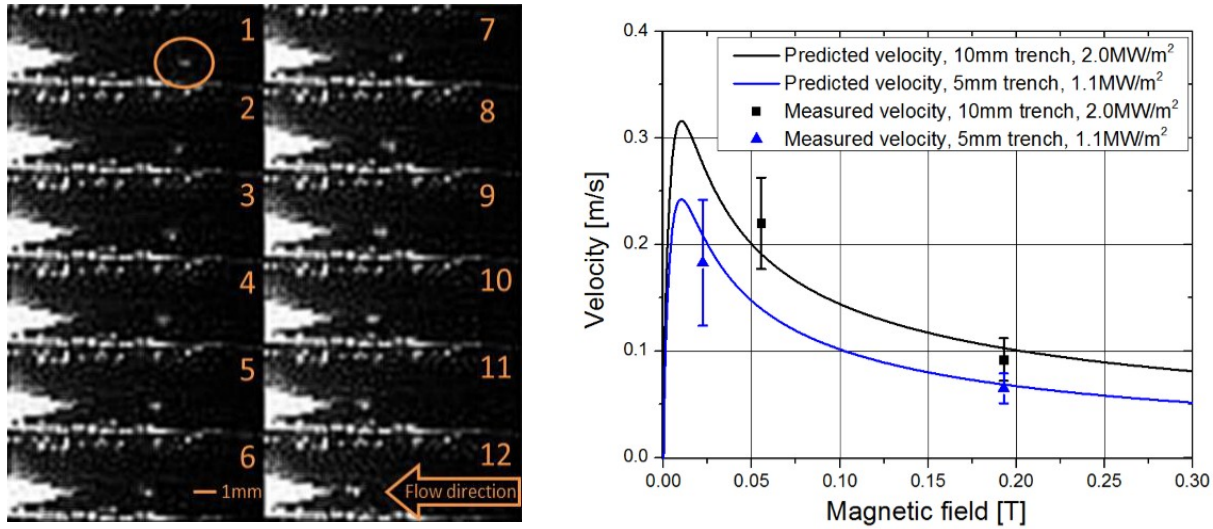 1
2
3
4
5
6
1mm
7
8
9
10
11
12
Flow direction
Velocity [m/s]
0.4
0.3
0.2
0.1
0.0
Predicted velocity, 10mm trench, 2.0MW/m²
Predicted velocity, 5mm trench, 1.1MW/m²
Measured velocity, 10mm trench, 2.0MW/m²
Measured velocity, 5mm trench, 1.1MW/m²
0.00 0.05 0.10 0.15 0.20 0.25 0.30
Magnetic field [T]